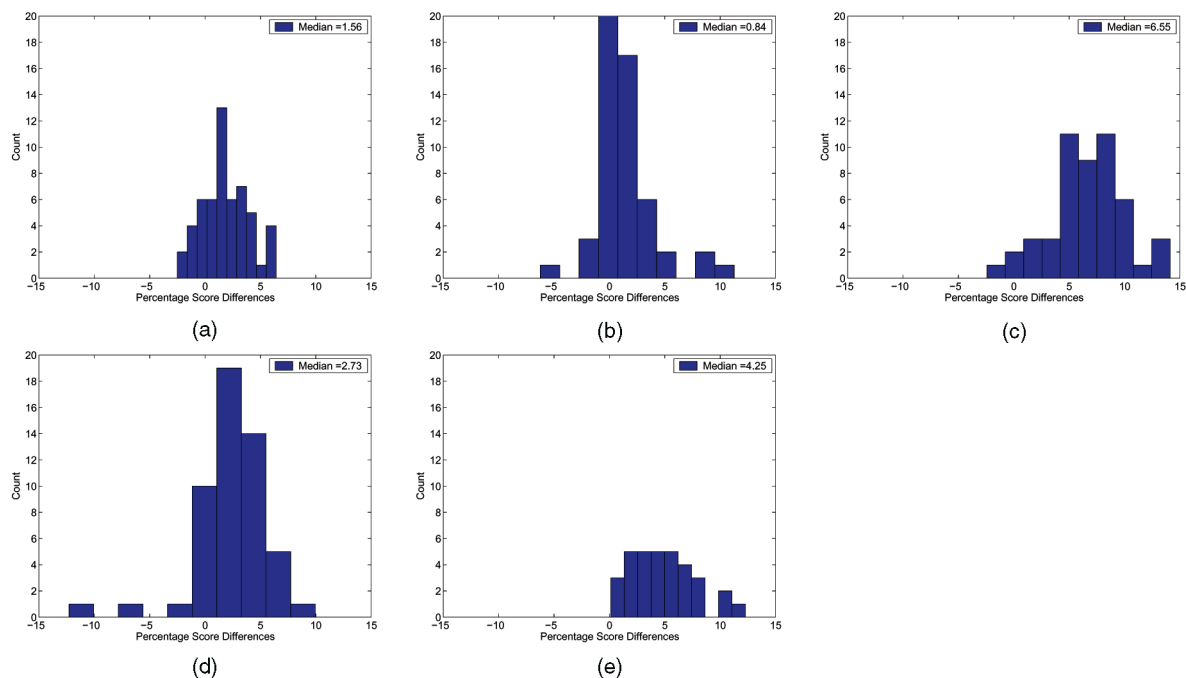 20
18
16
14
12
10
8
6
4
2
0
Count
Median =1.56
−15 −10 −5 0 5 10 15
Percentage Score Differences
(a)
20
18
16
14
12
10
8
6
4
2
0
Count
Median =0.84
−15 −10 −5 0 5 10 15
Percentage Score Differences
(b)
20
18
16
14
12
10
8
6
4
2
0
Count
Median =6.55
−15 −10 −5 0 5 10 15
Percentage Score Differences
(c)
20
18
16
14
12
10
8
6
4
2
0
Count
Median =2.73
−15 −10 −5 0 5 10 15
Percentage Score Differences
(d)
20
18
16
14
12
10
8
6
4
2
0
Count
Median =4.25
−15 −10 −5 0 5 10 15
Percentage Score Differences
(e)